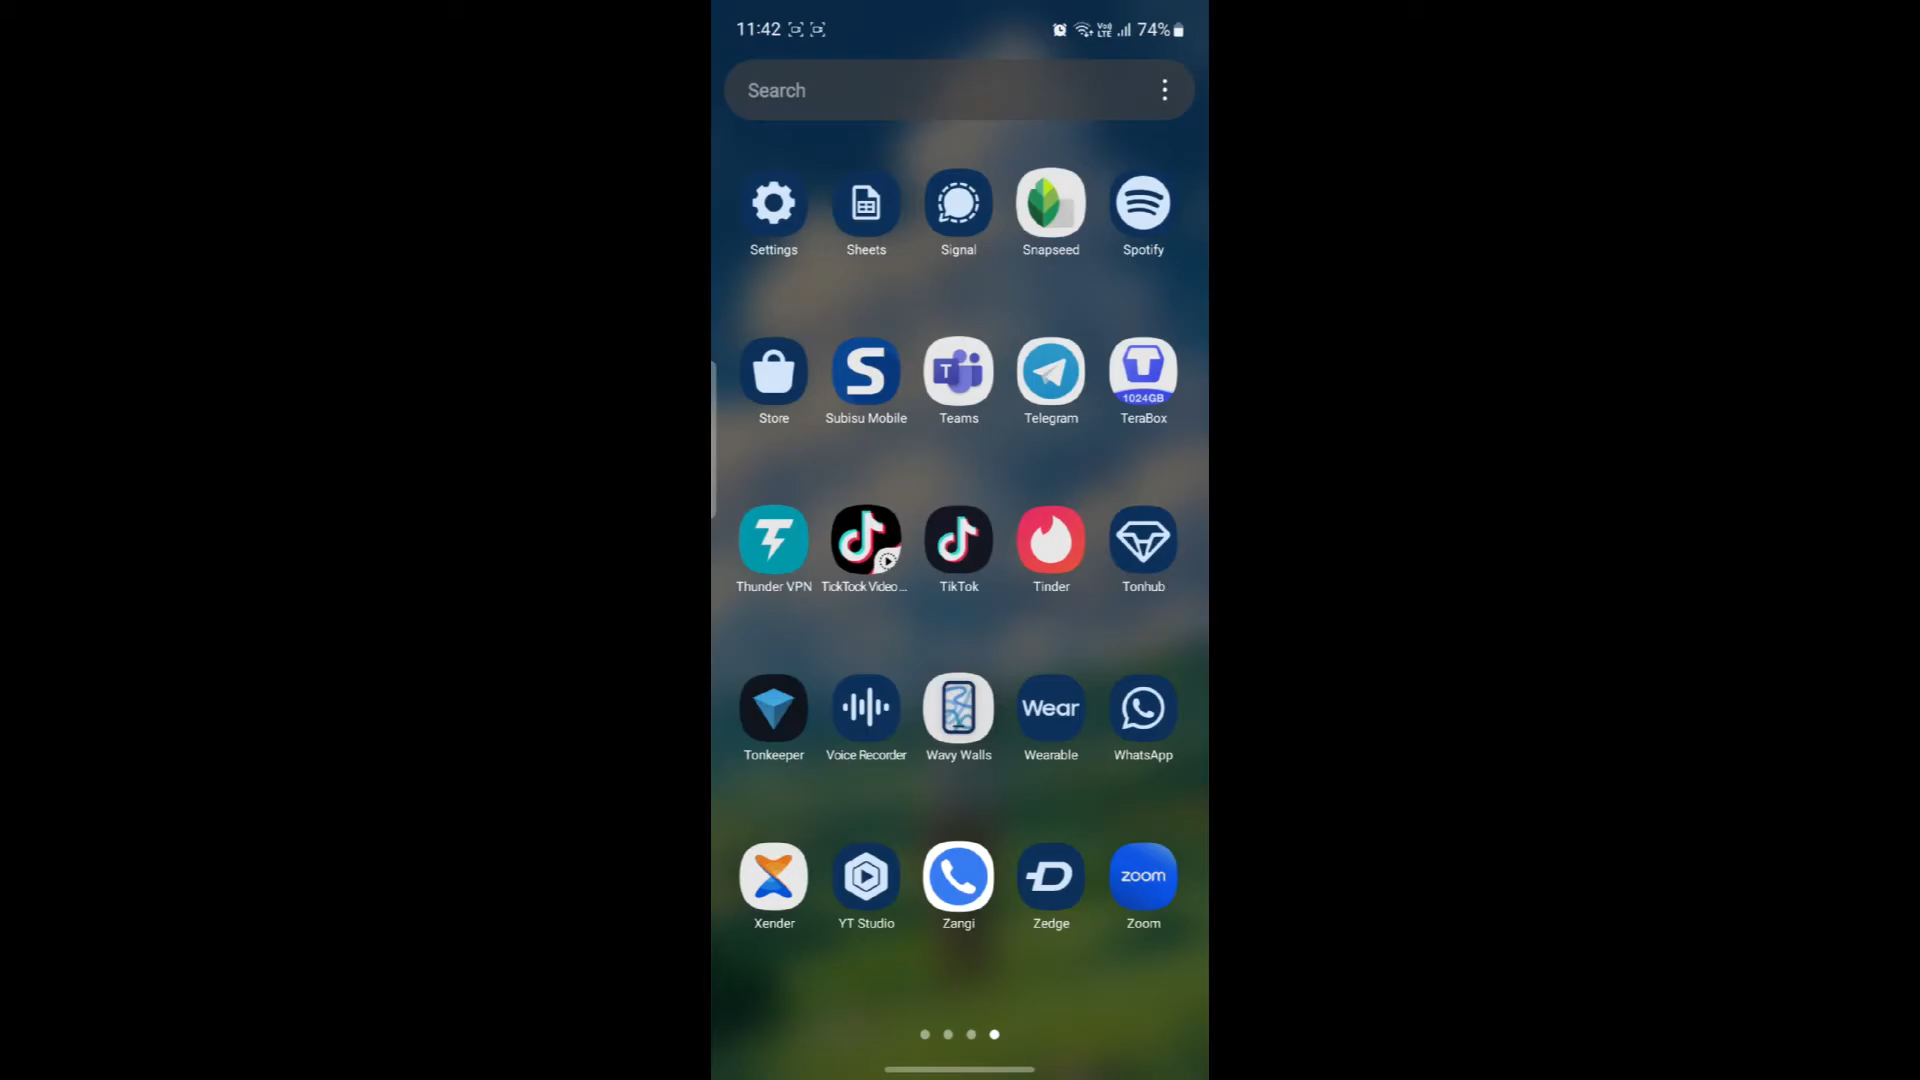 11:42 Vo) LTE 74%
Search
Settings Sheets Signal Snapseed Spotify
S T 1024GB
Store Subisu Mobile Teams Telegram TeraBox
Thunder VPN TickTock Video... TikTok Tinder Tonhub
Wear
Tonkeeper Voice Recorder Wavy Walls Wearable WhatsApp
zoom
Xender YT Studio Zangi Zedge Zoom